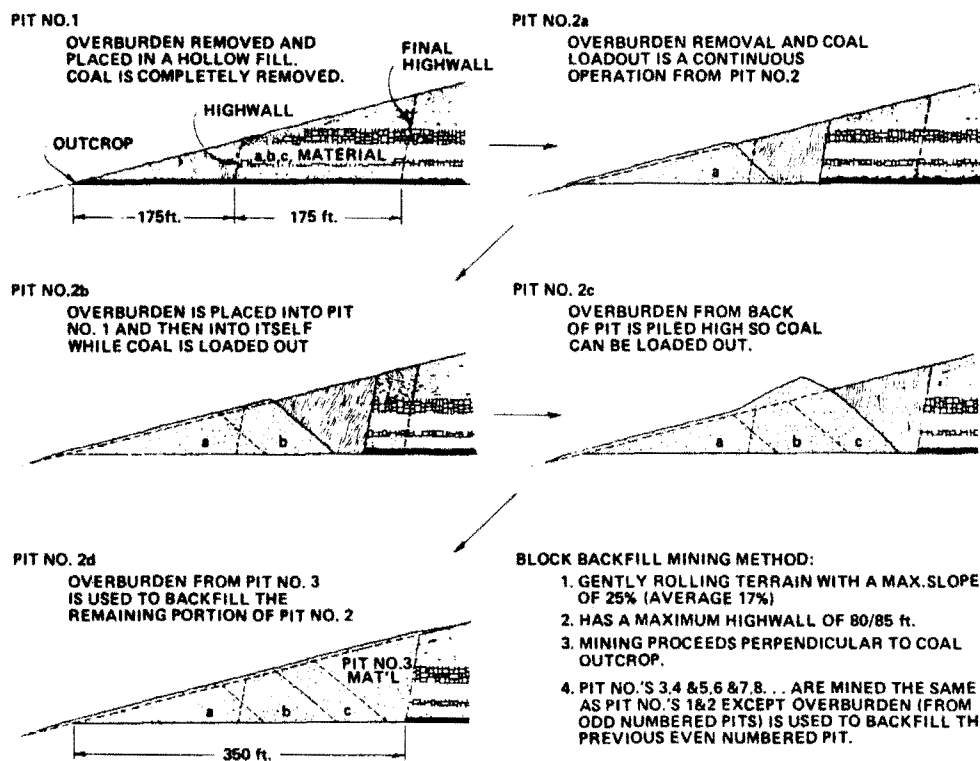 PIT NO.1
OVERBURDEN REMOVED AND
PLACED IN A HOLLOW FILL.
COAL IS COMPLETELY REMOVED.
FINAL
HIGHWALL
HIGHWALL
OUTCROP
a,b,c, MATERIAL
175ft.
175 ft.
PIT NO.2a
OVERBURDEN REMOVAL AND COAL
LOADOUT IS A CONTINUOUS
OPERATION FROM PIT NO.2
a
PIT NO.2b
OVERBURDEN IS PLACED INTO PIT
NO. 1 AND THEN INTO ITSELF
WHILE COAL IS LOADED OUT
a
b
PIT NO. 2c
OVERBURDEN FROM BACK
OF PIT IS PILED HIGH SO COAL
CAN BE LOADED OUT.
a
b
c
PIT NO. 2d
OVERBURDEN FROM PIT NO. 3
IS USED TO BACKFILL THE
REMAINING PORTION OF PIT NO. 2
PIT NO.3
MAT'L
a
b
c
350 ft.
BLOCK BACKFILL MINING METHOD:
1. GENTLY ROLLING TERRAIN WITH A MAX.SLOPE
OF 25% (AVERAGE 17%)
2. HAS A MAXIMUM HIGHWALL OF 80/85 ft.
3. MINING PROCEEDS PERPENDICULAR TO COAL
OUTCROP.
4. PIT NO.'S 3,4 &5,6 &7,8. . . ARE MINED THE SAME
AS PIT NO.'S 1&2 EXCEPT OVERBURDEN (FROM
ODD NUMBERED PITS) IS USED TO BACKFILL TH
PREVIOUS EVEN NUMBERED PIT.